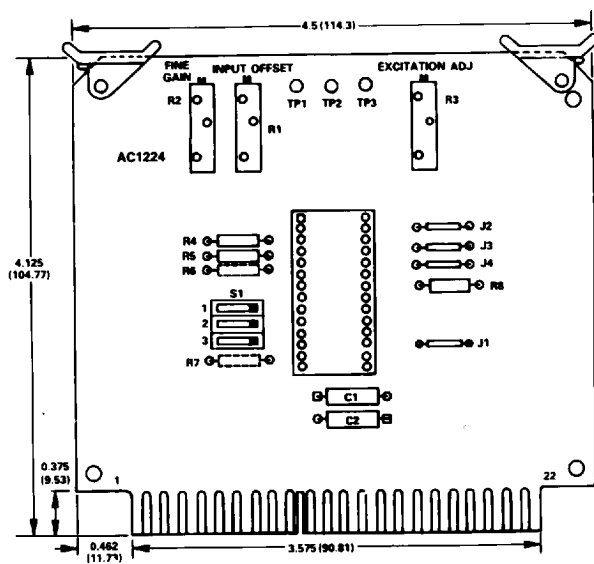 4.5 (114.3)
FINE
GAIN
INPUT OFFSET
EXCITATION ADJ
R2
R1
TP1 TP2 TP3
R3
AC1224
4.125
(104.77)
R4
R5
R6
J2
J3
J4
R8
S1
1
2
3
R7
J1
C1
C2
0.375
(9.53)
1
22
0.462
(11.73)
3.575 (90.81)